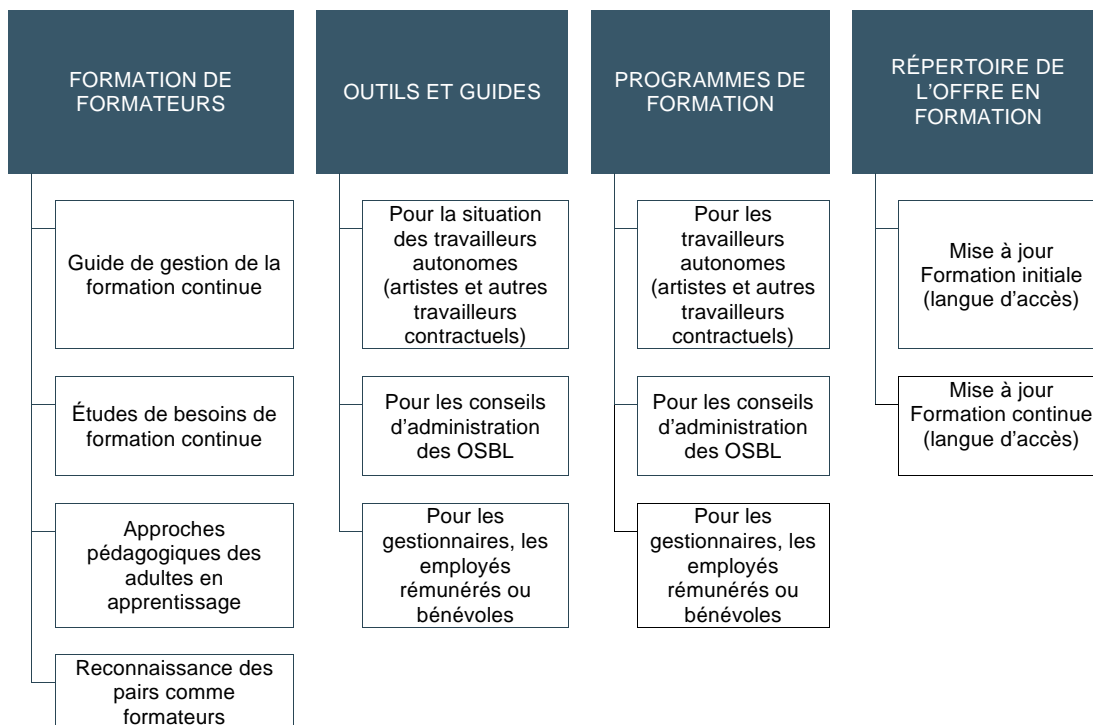 FORMATION DE
FORMATEURS
Guide de gestion de la
formation continue
Études de besoins de
formation continue
Approches
pédagogiques des
adultes en
apprentissage
Reconnaissance des
pairs comme
formateurs
OUTILS ET GUIDES
Pour la situation
des travailleurs
autonomes
(artistes et autres
travailleurs
contractuels)
Pour les conseils
d'administration
des OSBL
Pour les
gestionnaires, les
employés
rémunérés ou
bénévoles
PROGRAMMES DE
FORMATION
Pour les
travailleurs
autonomes
(artistes et autres
travailleurs
contractuels)
Pour les conseils
d'administration
des OSBL
Pour les
gestionnaires, les
employés
rémunérés ou
bénévoles
RÉPERTOIRE DE
L'OFFRE EN
FORMATION
Mise à jour
Formation initiale
(langue d'accès)
Mise à jour
Formation continue
(langue d'accès)